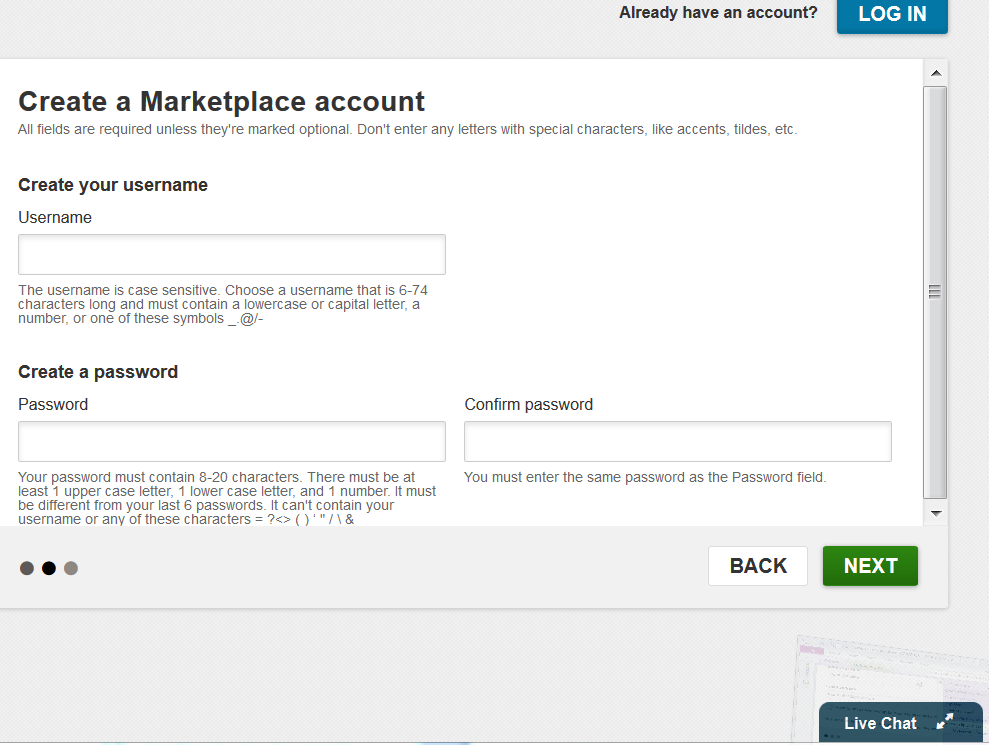 Already have an account?
LOG IN
Create a Marketplace account
All fields are required unless they're marked optional. Don't enter any letters with special characters, like accents, tildes, etc.
Create your username
Username
The username is case sensitive. Choose a username that is 6-74
characters long and must contain a lowercase or capital letter, a
number, or one of these symbols _.@/-
Create a password
Password
Your password must contain 8-20 characters. There must be at
least 1 upper case letter, 1 lower case letter, and 1 number. It must
be different from your last 6 passwords. It can't contain your
username or any of these characters = ?<> ( ) ‘ " / \ &
Confirm password
You must enter the same password as the Password field.
BACK
NEXT
Live Chat